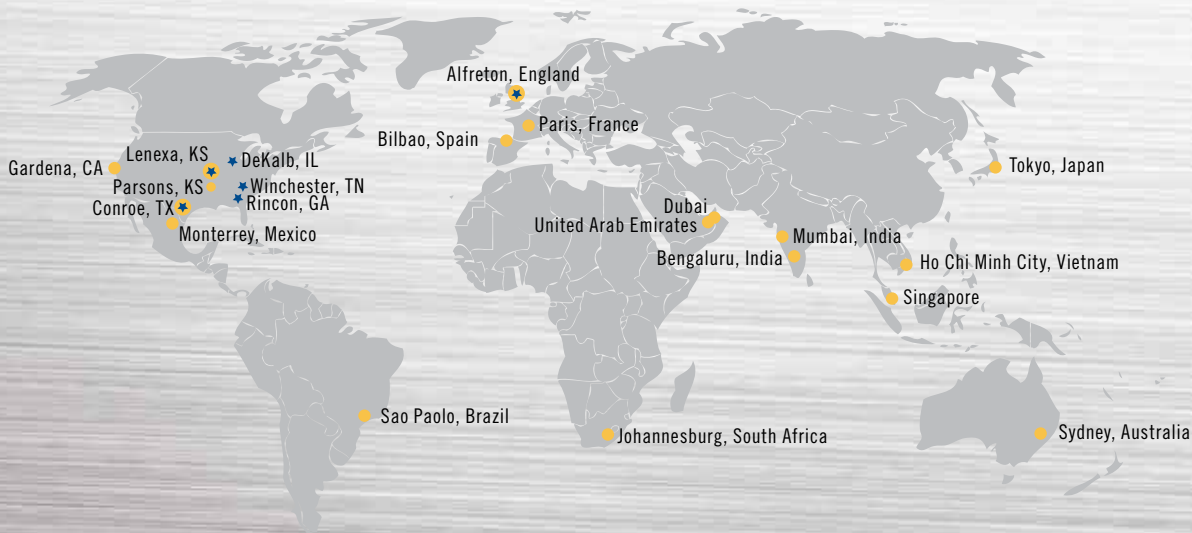 Alfreton, England
Paris, France
Bilbao, Spain
Lenexa, KS
DeKalb, IL
Gardena, CA
Tokyo, Japan
Parsons, KS
Winchester, TN
Conroe, TX
Rincon, GA
Monterrey, Mexico
Dubai
United Arab Emirates
Mumbai, India
Bengaluru, India
Ho Chi Minh City, Vietnam
Singapore
Sao Paolo, Brazil
Johannesburg, South Africa
Sydney, Australia